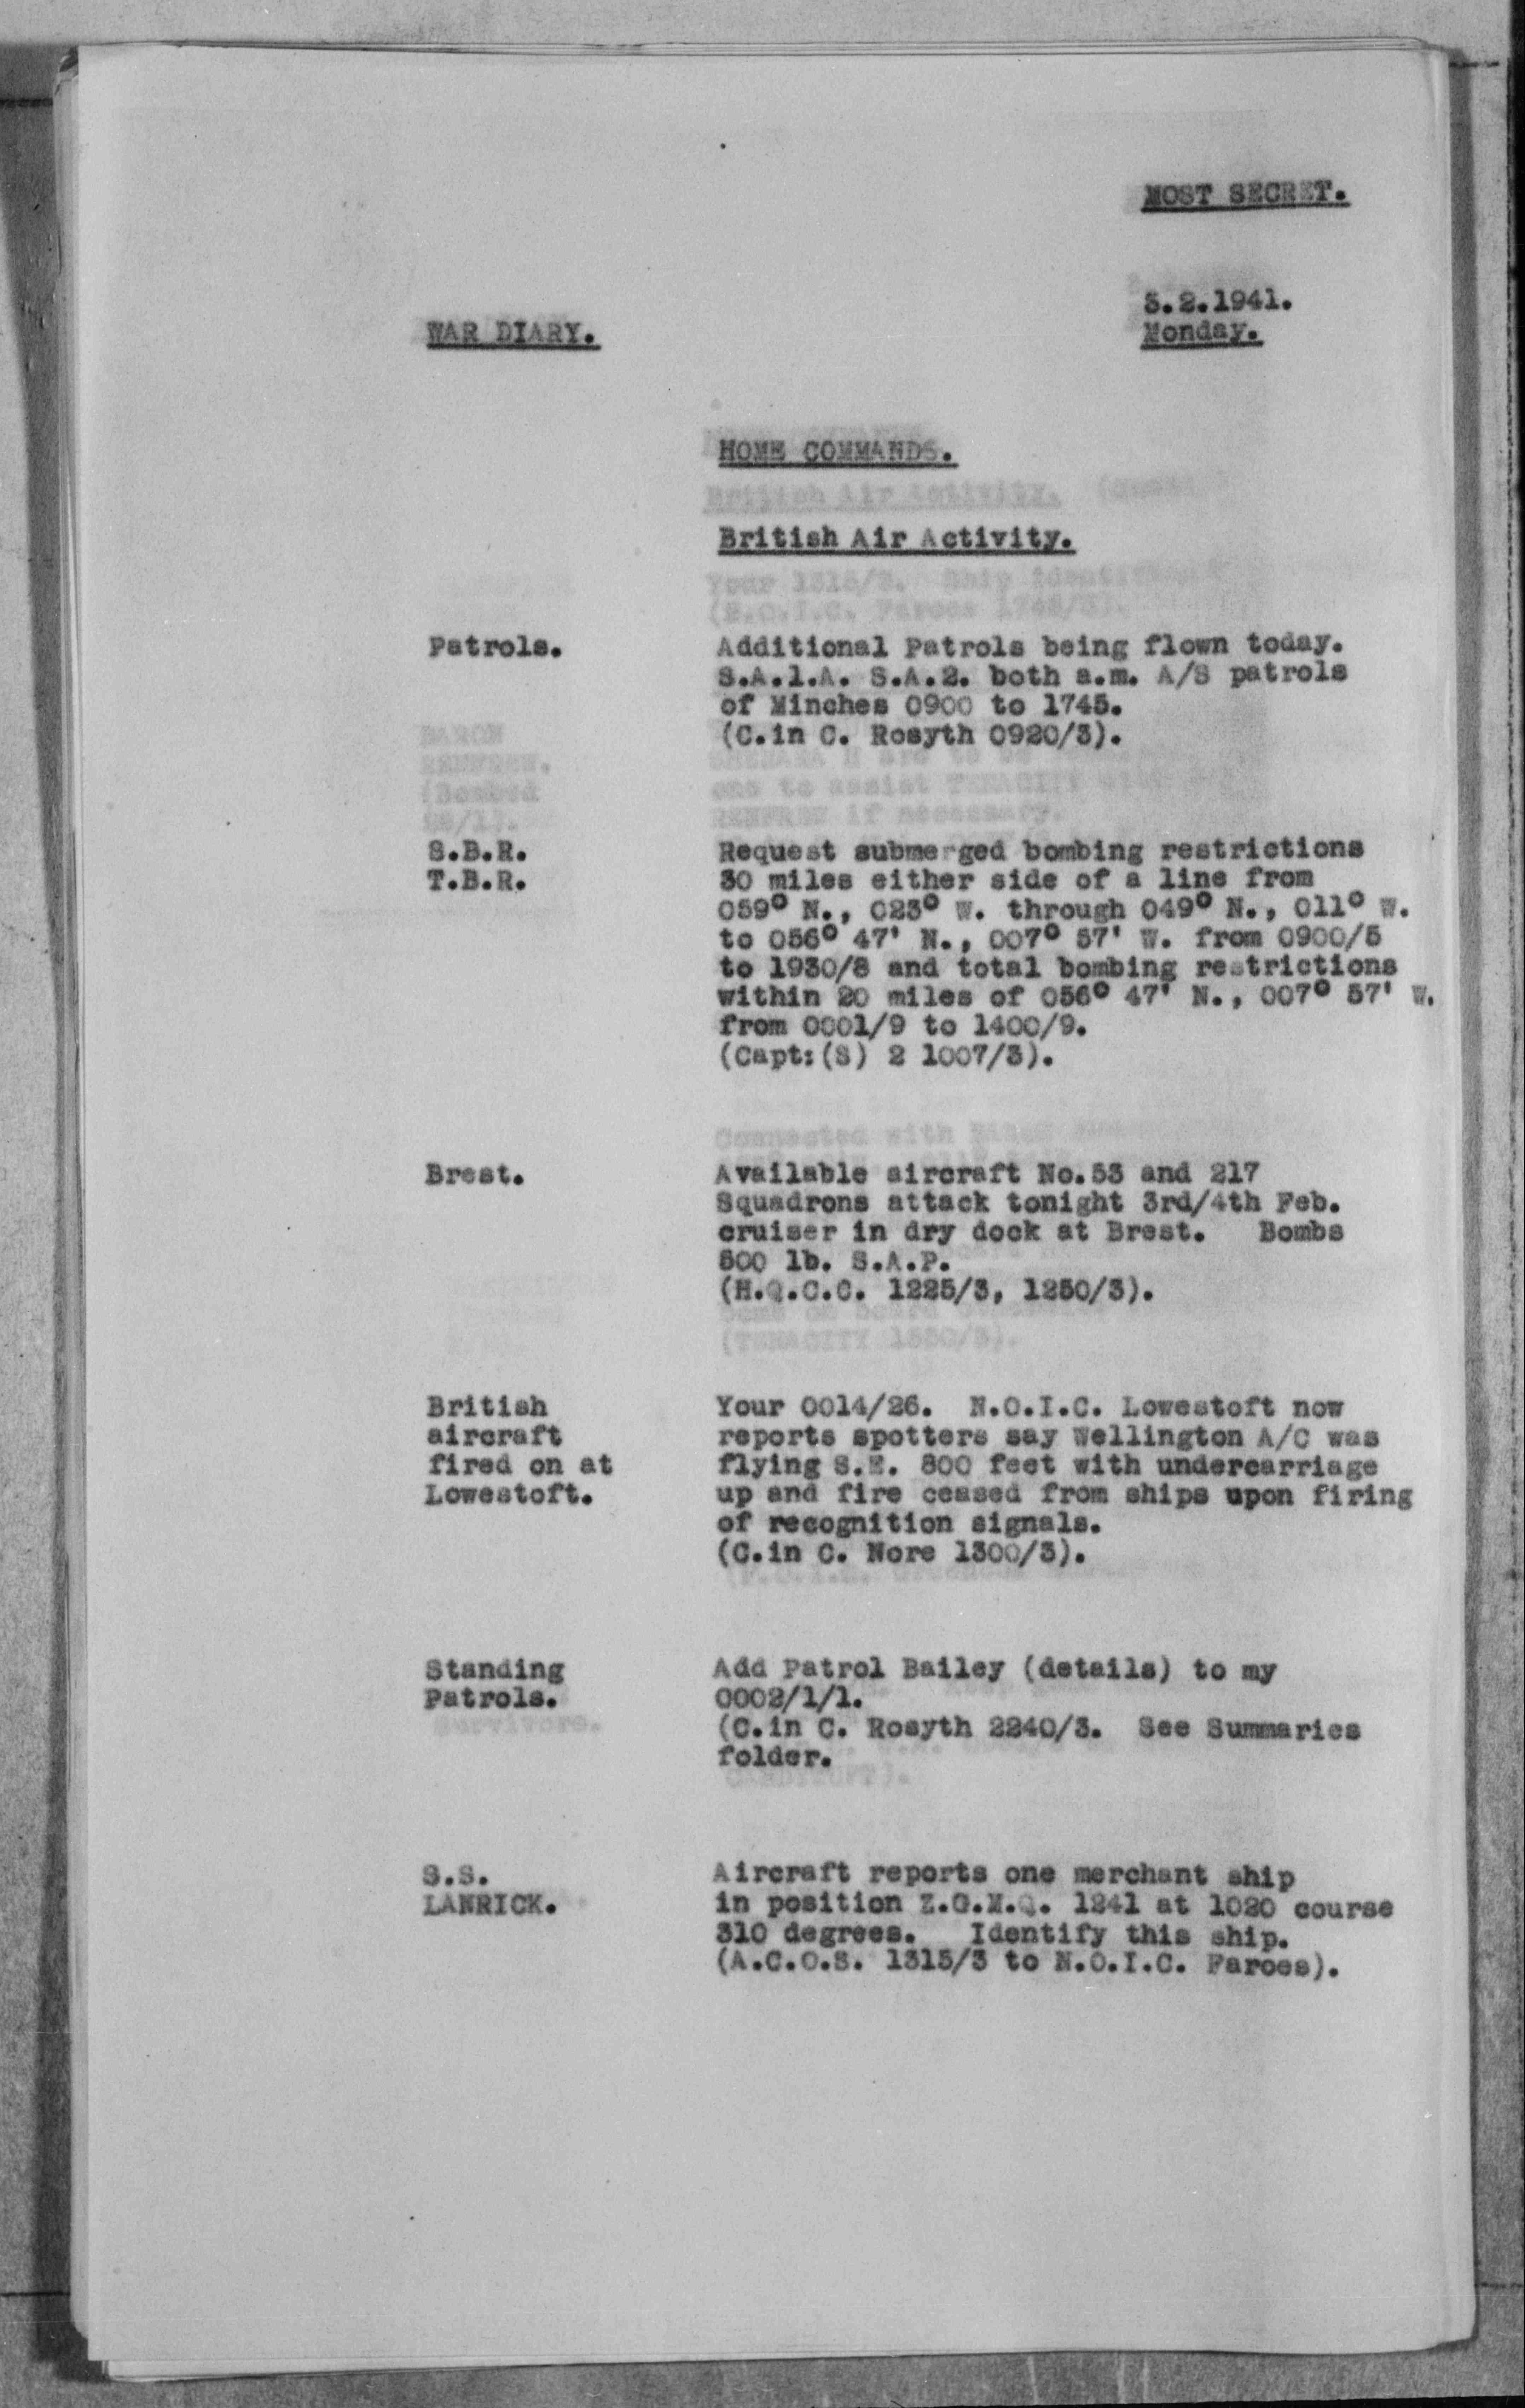 MOST SECRET.
3.2.1941.
WAR DIARY. Monday.
HOME COMMANDS.
British Air Activity.
Patrols. Additional Patrols being flown today.
S.A.1.A. S.A.2. both a.m. A/S patrols
of Minches 0900 to 1745.
(C.in C. Rosyth 0920/3).
S.B.R. Request submerged bombing restrictions
T.B.R. 30 miles either side of a line from
059° N., 023° W. through 049° N., 011° W.
to 056° 47' N., 007° 57' W. from 0900/5
to 1930/8 and total bombing restrictions
within 20 miles of 056° 47' N., 007° 57' W.
from 0001/9 to 1400/9.
(Capt:(S) 2 1007/3).
Brest. Available aircraft No.53 and 217
Squadrons attack tonight 3rd/4th Feb.
cruiser in dry dock at Brest. Bombs
500 lb. S.A.P.
(H.Q.C.C. 1225/3, 1250/3).
British Your 0014/26. N.O.I.C. Lowestoft now
aircraft reports spotters say Wellington A/C was
fired on at flying S.E. 800 feet with undercarriage
Lowestoft. up and fire ceased from ships upon firing
of recognition signals.
(C.in C. Nore 1300/3).
Standing Add Patrol Bailey (details) to my
Patrols. 0002/1/1.
(C.in C. Rosyth 2240/3. See Summaries
folder.
S.S. Aircraft reports one merchant ship
LANRICK. in position Z.G.M.Q. 1241 at 1020 course
310 degrees. Identify this ship.
(A.C.O.S. 1315/3 to N.O.I.C. Faroes).